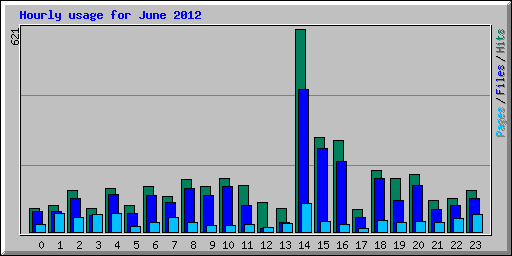 Hourly usage for June 2012
621
Pages / Files / Hits
0 1 2 3 4 5 6 7 8 9 10 11 12 13 14 15 16 17 18 19 20 21 22 23